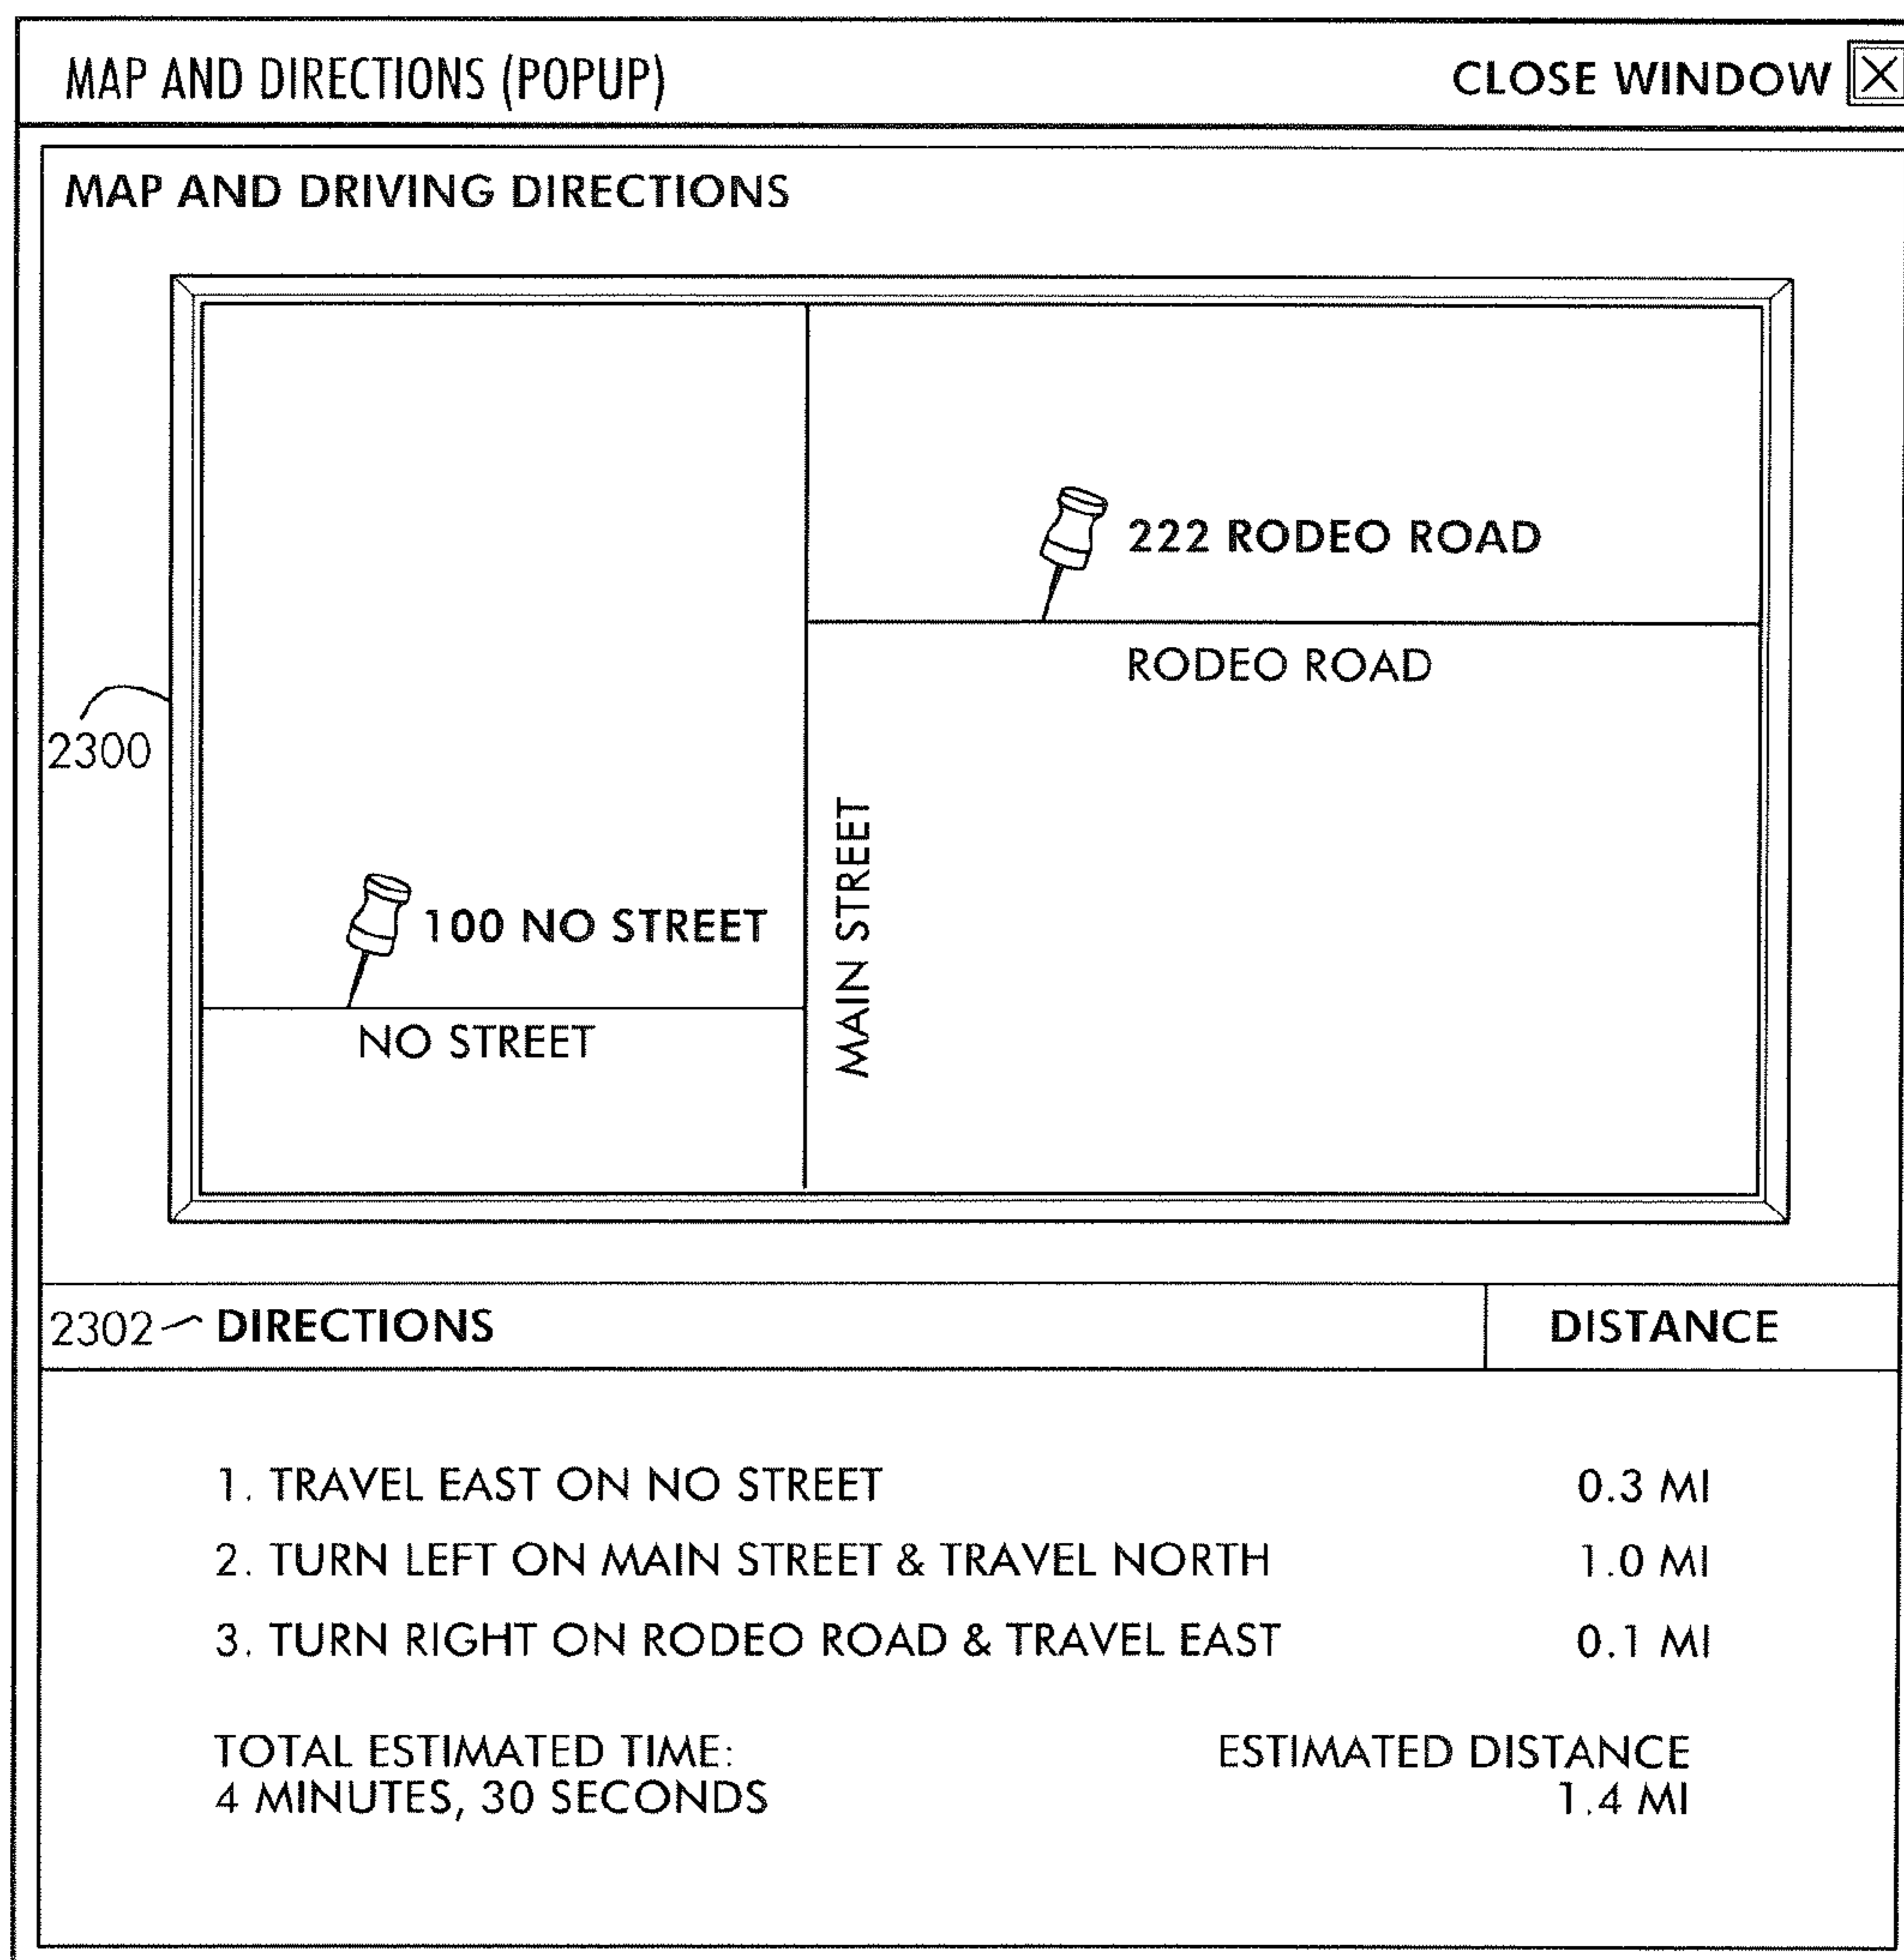 MAP AND DIRECTIONS (POPUP) CLOSE WINDOW
MAP AND DRIVING DIRECTIONS
222 RODEO ROAD
RODEO ROAD
2300
MAIN STREET
100 NO STREET
NO STREET
2302 DIRECTIONS DISTANCE
1. TRAVEL EAST ON NO STREET 0.3 MI
2. TURN LEFT ON MAIN STREET & TRAVEL NORTH 1.0 MI
3. TURN RIGHT ON RODEO ROAD & TRAVEL EAST 0.1 MI
TOTAL ESTIMATED TIME: ESTIMATED DISTANCE
4 MINUTES, 30 SECONDS 1.4 MI